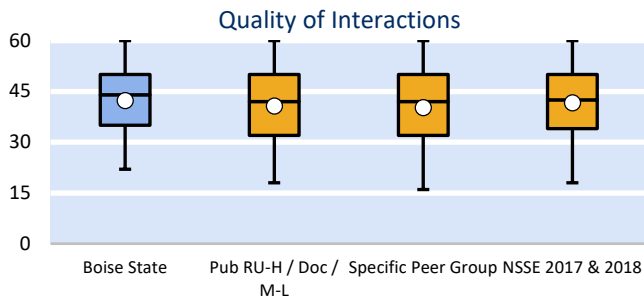 Quality of Interactions
60
45
30
15
0
Boise State
Pub RU-H / Doc /
M-L
Specific Peer Group
NSSE 2017 & 2018